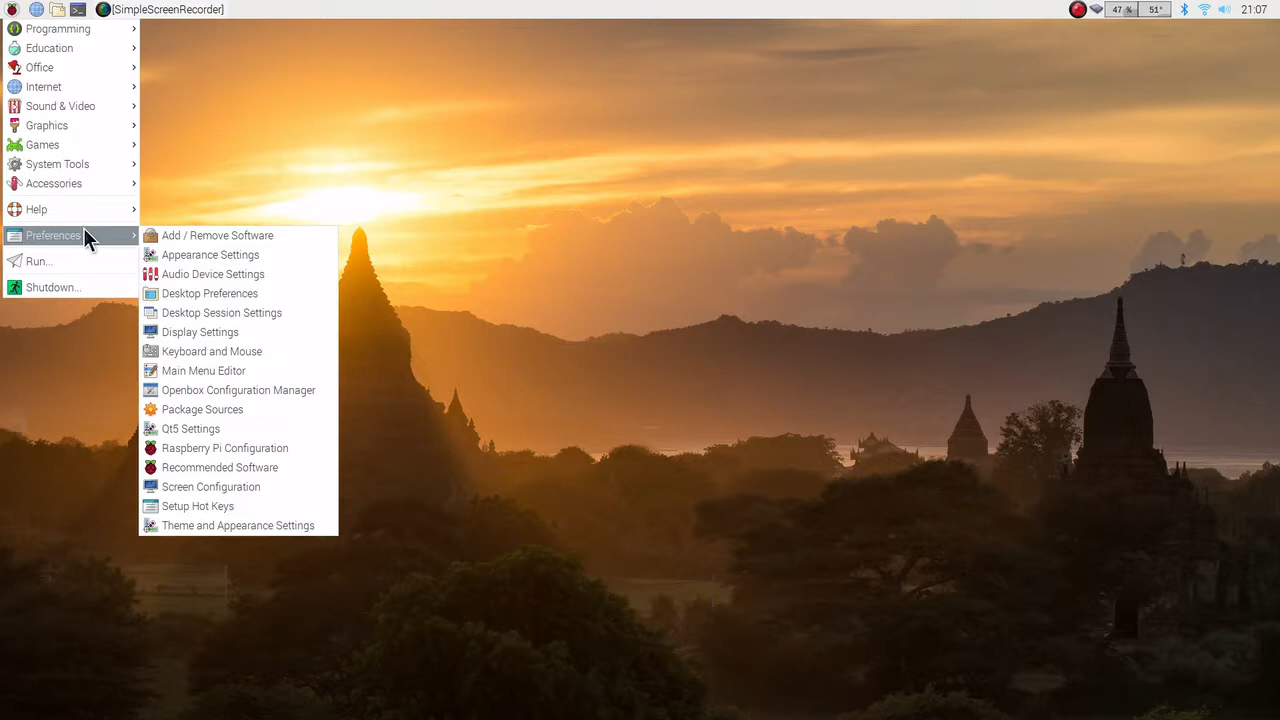 [SimpleScreenRecorder]
47 %
51°
21:07
Programming
Education
Office
Internet
Sound & Video
Graphics
Games
System Tools
Accessories
Help
Preferences
Run...
Shutdown...
Add / Remove Software
Appearance Settings
Audio Device Settings
Desktop Preferences
Desktop Session Settings
Display Settings
Keyboard and Mouse
Main Menu Editor
Openbox Configuration Manager
Package Sources
Qt5 Settings
Raspberry Pi Configuration
Recommended Software
Screen Configuration
Setup Hot Keys
Theme and Appearance Settings